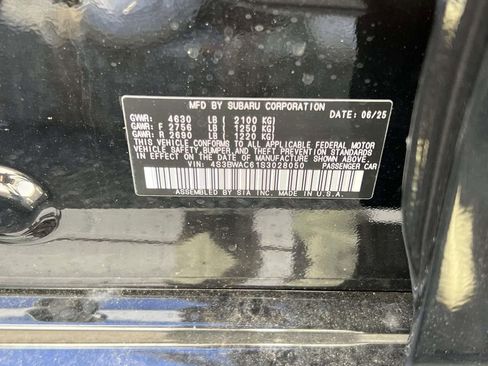 MFD BY SUBARU CORPORATION DATE: 06/25
GVWR: 4630 LB ( 2100 KG)
GAWR: F 2756 LB ( 1250 KG)
GAWR: R 2690 LB ( 1220 KG)
THIS VEHICLE CONFORMS TO ALL APPLICABLE FEDERAL MOTOR
VEHICLE SAFETY, BUMPER, AND THEFT PREVENTION STANDARDS
IN EFFECT ON THE DATE OF MANUFACTURE SHOWN ABOVE.
VIN: 4S3BWAC61S3028050 PASSENGER CAR
MFD BY SIA INC. MADE IN U.S.A.